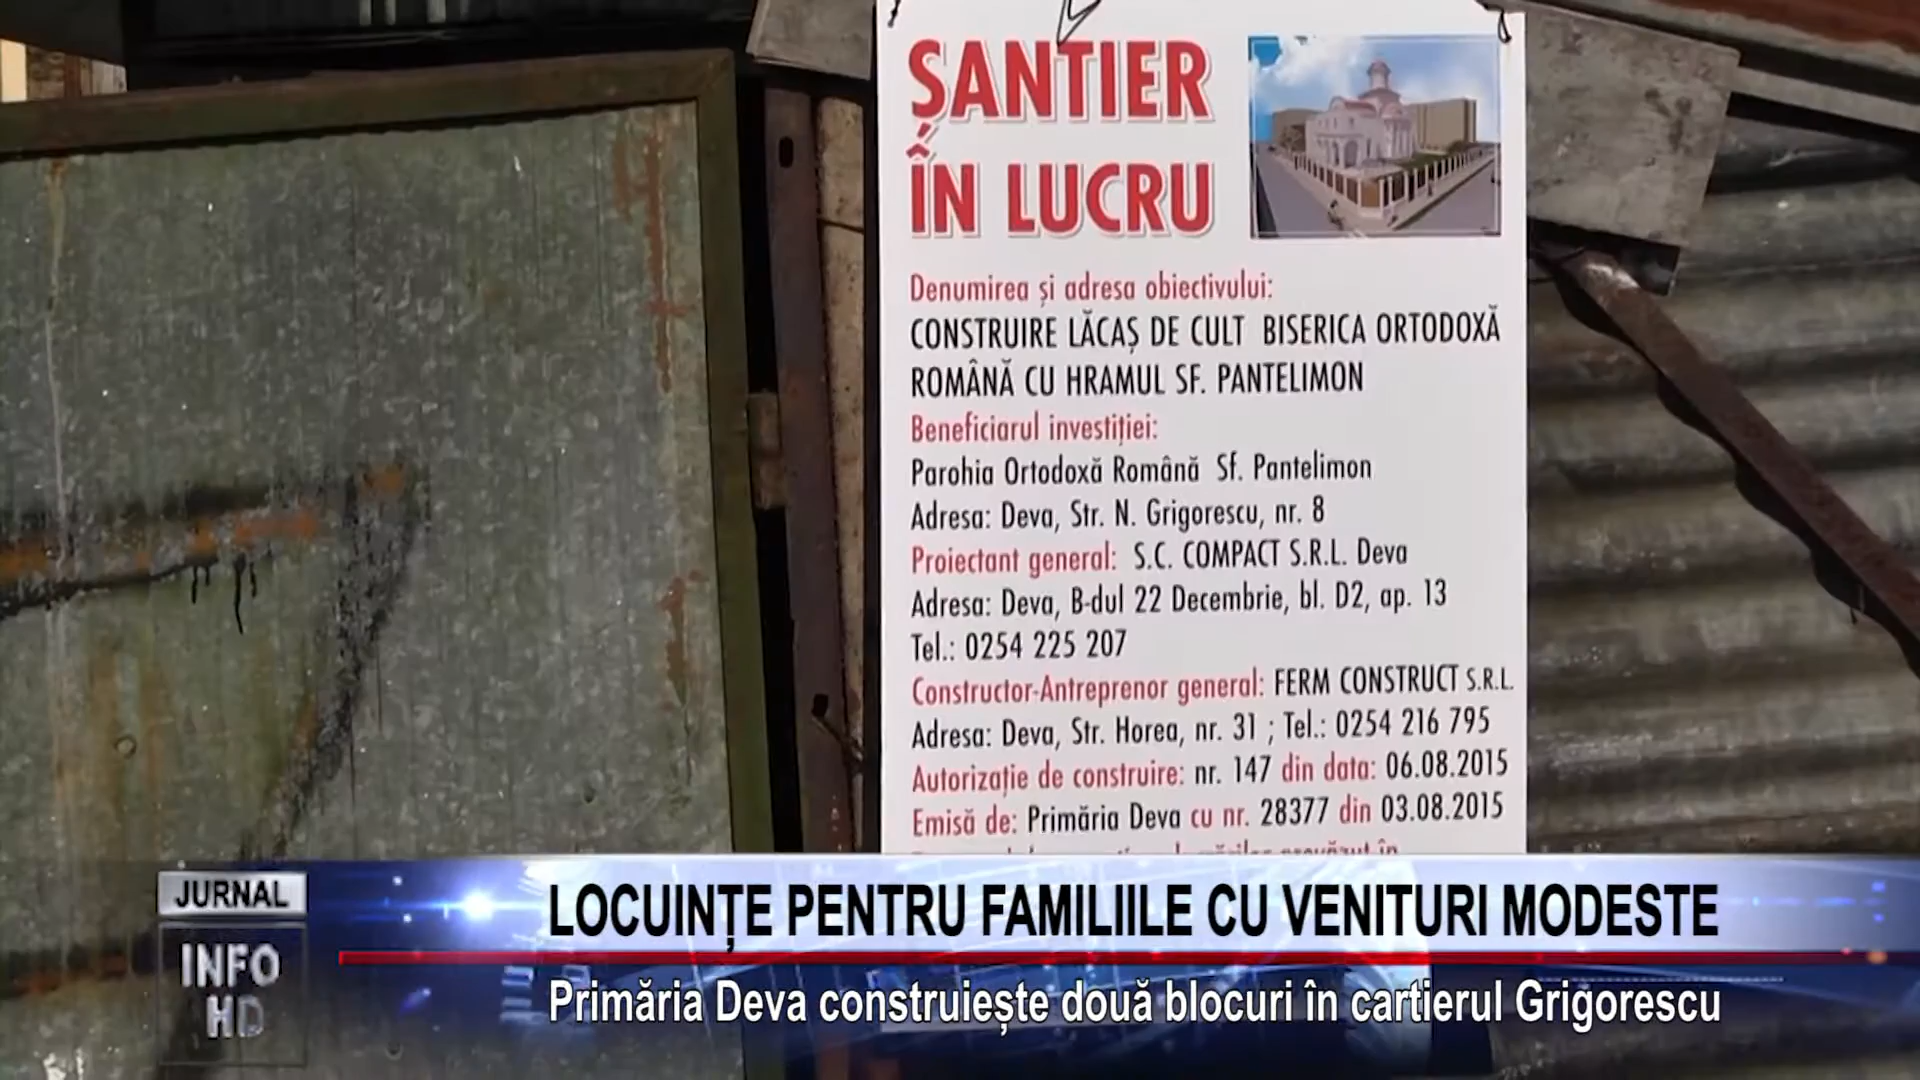 ȘANTIER
ÎN LUCRU
Denumirea și adresa obiectivului:
CONSTRUIRE LĂCAȘ DE CULT BISERICA ORTODOXĂ
ROMÂNĂ CU HRAMUL SF. PANTELIMON
Beneficiarul investiției:
Parohia Ortodoxă Română Sf. Pantelimon
Adresa: Deva, Str. N. Grigorescu, nr. 8
Proiectant general: S.C. COMPACT S.R.L. Deva
Adresa: Deva, B-dul 22 Decembrie, bl. D2, ap. 13
Tel.: 0254 225 207
Constructor-Antreprenor general: FERM CONSTRUCT S.R.L.
Adresa: Deva, Str. Horea, nr. 31 ; Tel.: 0254 216 795
Autorizație de construire: nr. 147 din data: 06.08.2015
Emisă de: Primăria Deva cu nr. 28377 din 03.08.2015
JURNAL
INFO
HD
LOCUINȚE PENTRU FAMILIILE CU VENITURI MODESTE
Primăria Deva construiește două blocuri în cartierul Grigorescu